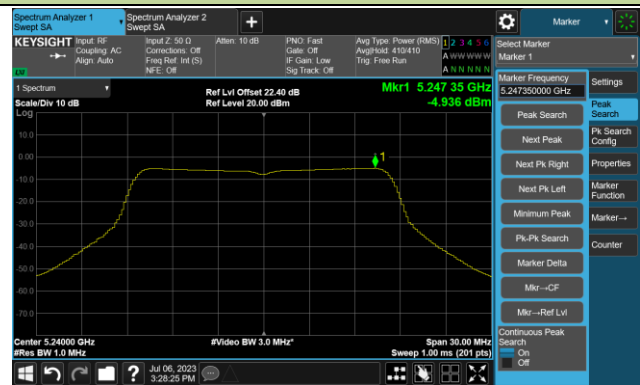 Spectrum Analyzer 1
Swept SA
Spectrum Analyzer 2
Swept SA
+
Marker
KEYSIGHT
Input: RF
Coupling: AC
Align: Auto
Input Z: 50 Ω
Corrections: Off
Freq Ref: Int (S)
NFE: Off
Atten: 10 dB
PNO: Fast
Gate: Off
IF Gain: Low
Sig Track: Off
Avg Type: Power (RMS)
Avg|Hold: 410/410
Trig: Free Run
1 2 3 4 5 6
A W W W W W
A N N N N N
Select Marker
Marker 1
LXI
1 Spectrum
Scale/Div 10 dB
Log
Ref Lvl Offset 22.40 dB
Ref Level 20.00 dBm
Mkr1 5.247 35 GHz
-4.936 dBm
10.0
0.00
-10.0
-20.0
-30.0
-40.0
-50.0
-60.0
-70.0
1
Center 5.24000 GHz
#Res BW 1.0 MHz
#Video BW 3.0 MHz*
Span 30.00 MHz
Sweep 1.00 ms (201 pts)
Marker Frequency
5.247350000 GHz
Peak Search
Next Peak
Next Pk Right
Next Pk Left
Minimum Peak
Pk-Pk Search
Marker Delta
Mkr→CF
Mkr→Ref Lvl
Continuous Peak
Search
On
Off
Settings
Peak
Search
Pk Search
Config
Properties
Marker
Function
Marker→
Counter
?
Jul 06, 2023
3:28:25 PM